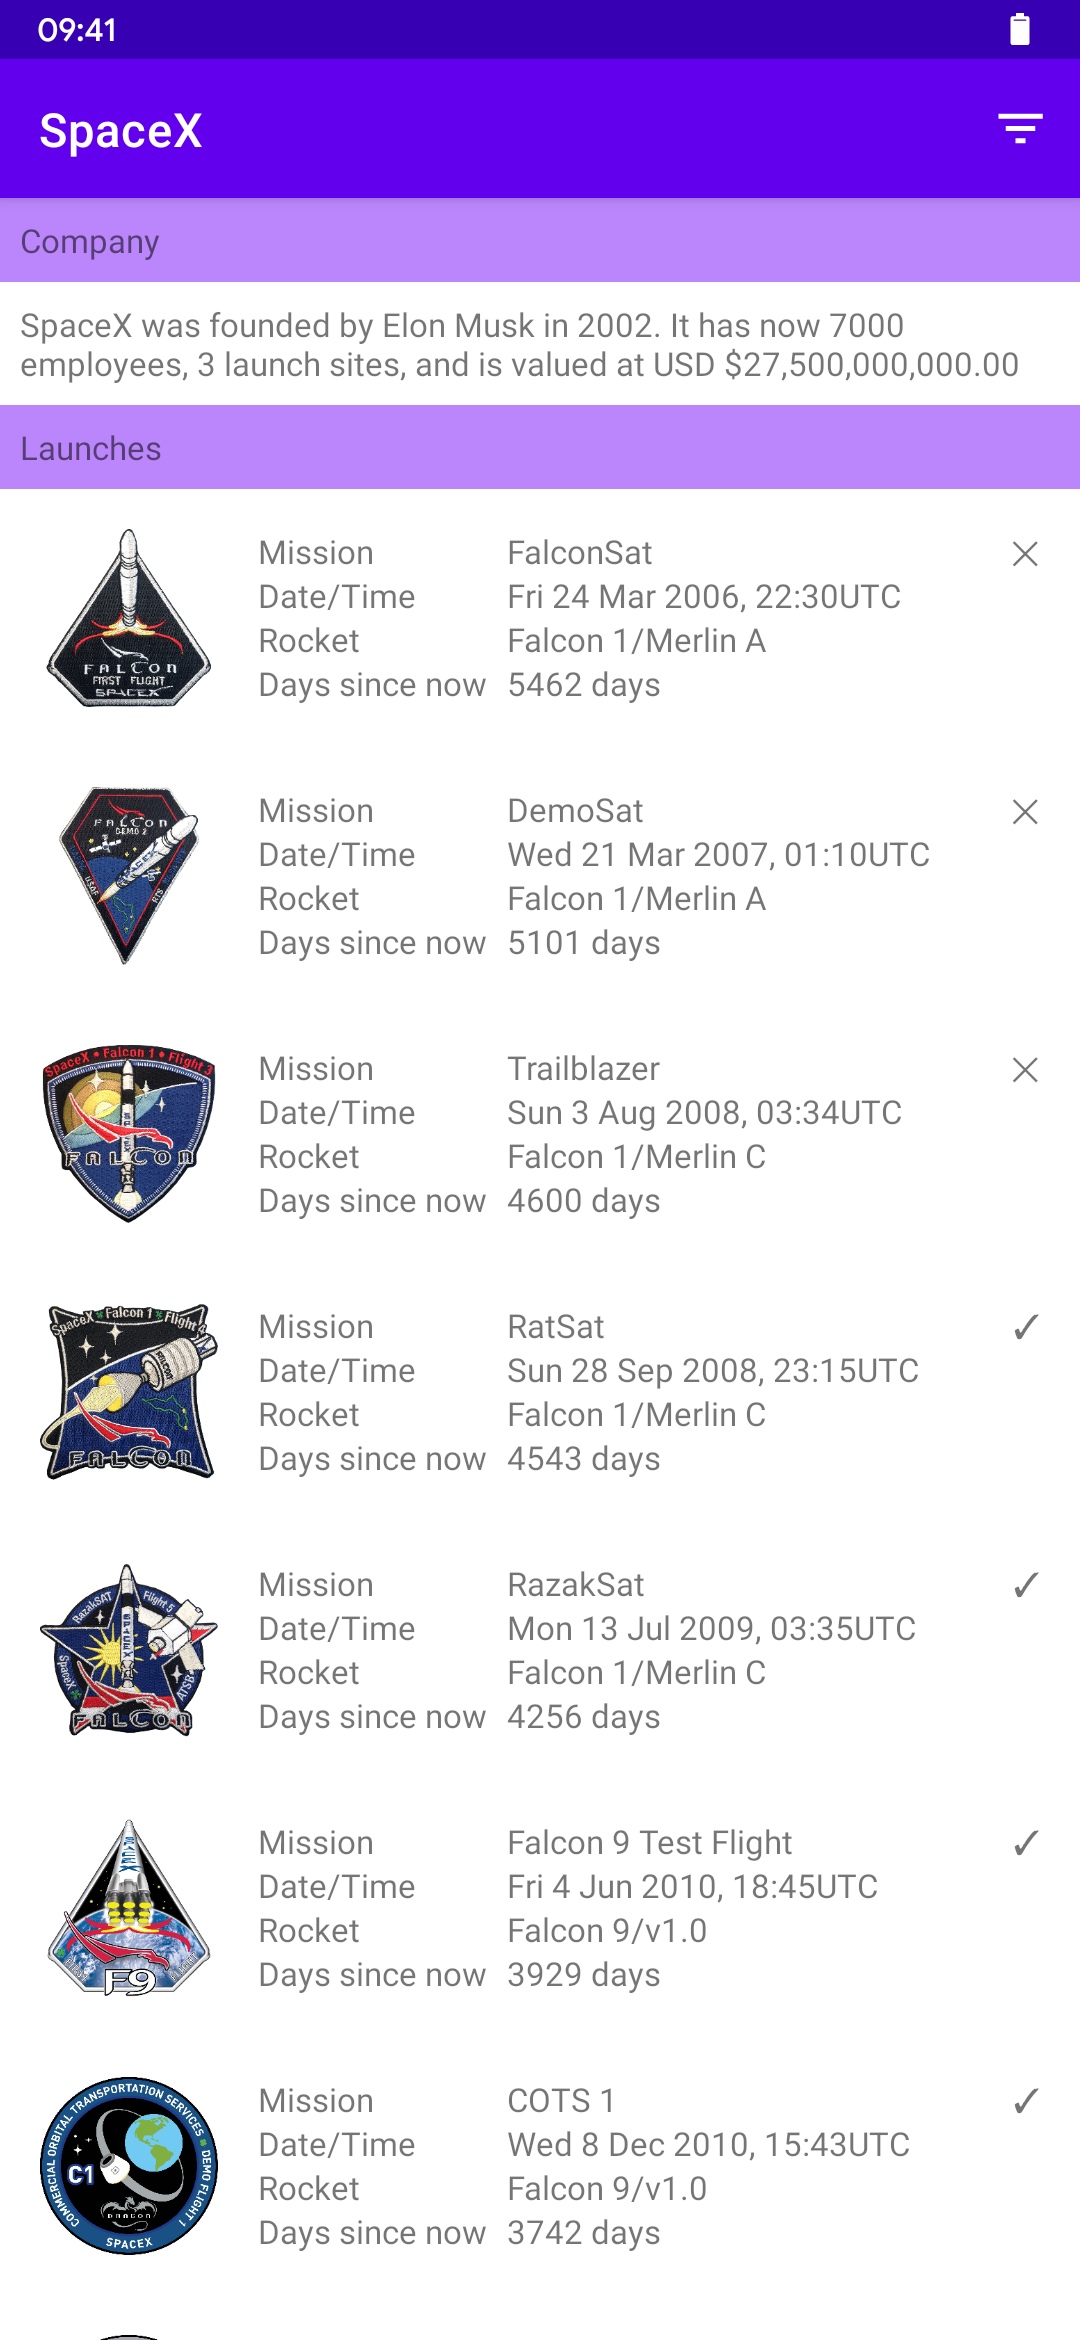 09:41
SpaceX
Company
SpaceX was founded by Elon Musk in 2002. It has now 7000
employees, 3 launch sites, and is valued at USD $27,500,000,000.00
Launches
FALCON
FIRST FLIGHT
SPACEX
Mission FalconSat ✕
Date/Time Fri 24 Mar 2006, 22:30UTC
Rocket Falcon 1/Merlin A
Days since now 5462 days
FALCON
DEMO 2
SPACEX
USAF
Mission DemoSat ✕
Date/Time Wed 21 Mar 2007, 01:10UTC
Rocket Falcon 1/Merlin A
Days since now 5101 days
SpaceX • Falcon 1 • Flight 3
SPACEX
FALCON
Mission Trailblazer ✕
Date/Time Sun 3 Aug 2008, 03:34UTC
Rocket Falcon 1/Merlin C
Days since now 4600 days
SpaceX Falcon 1 Flight 4
FALCON
FALCON
Mission RatSat ✓
Date/Time Sun 28 Sep 2008, 23:15UTC
Rocket Falcon 1/Merlin C
Days since now 4543 days
RazakSAT Flight 5
SPACEX
SpaceX
ATSB
FALCON
Mission RazakSat ✓
Date/Time Mon 13 Jul 2009, 03:35UTC
Rocket Falcon 1/Merlin C
Days since now 4256 days
F9
Mission Falcon 9 Test Flight ✓
Date/Time Fri 4 Jun 2010, 18:45UTC
Rocket Falcon 9/v1.0
Days since now 3929 days
COMMERCIAL ORBITAL TRANSPORTATION SERVICES DEMO FLIGHT 1
C1
DRAGON
SPACEX
Mission COTS 1 ✓
Date/Time Wed 8 Dec 2010, 15:43UTC
Rocket Falcon 9/v1.0
Days since now 3742 days